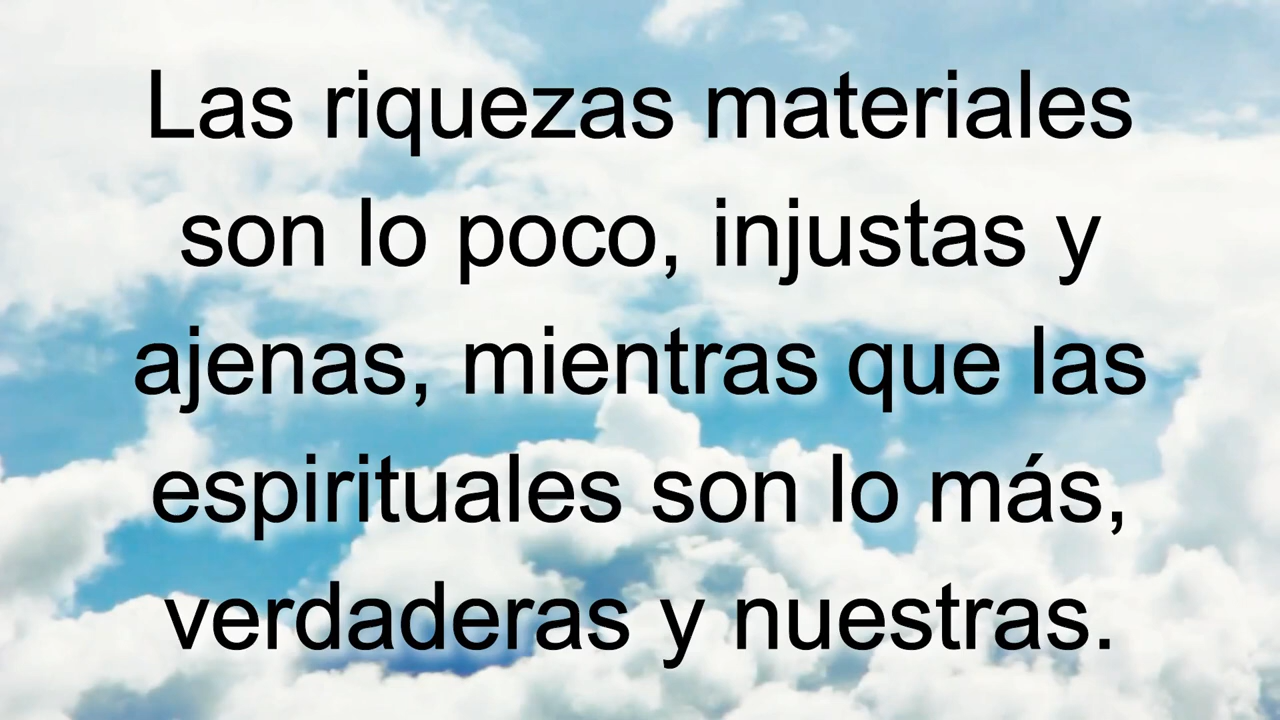 Las riquezas materiales
son lo poco, injustas y
ajenas, mientras que las
espirituales son lo más,
verdaderas y nuestras.